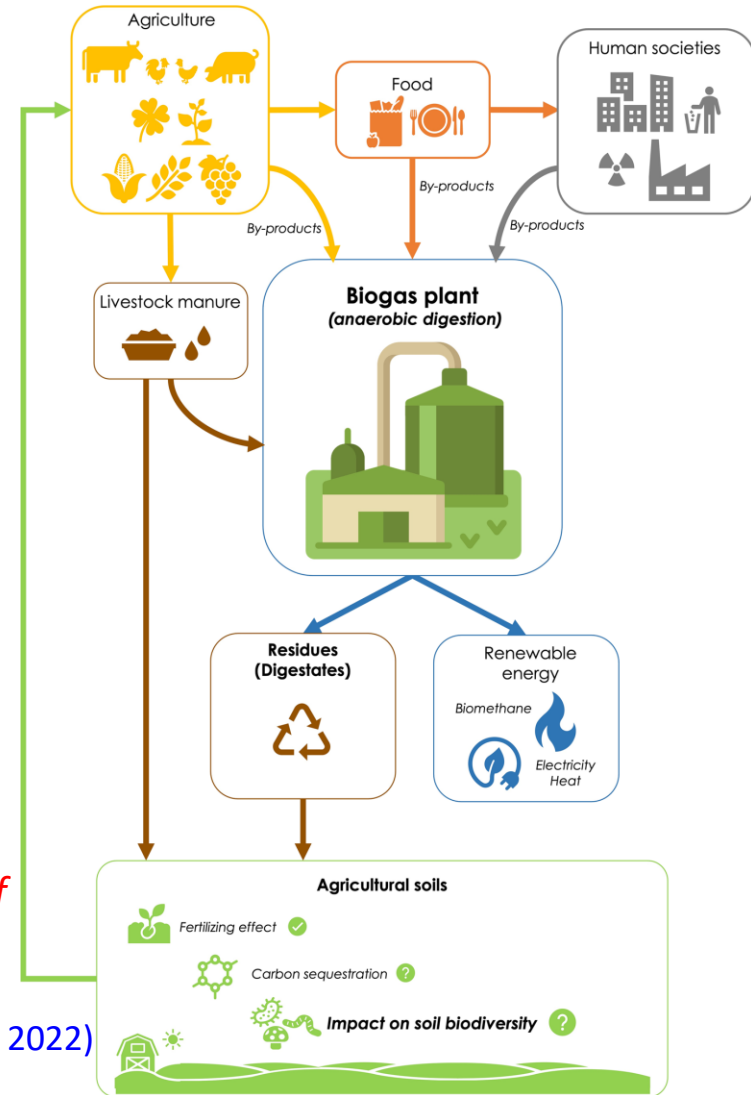 Agriculture
Food
Human societies
By-products
By-products
By-products
Livestock manure
Biogas plant
(anaerobic digestion)
Residues
(Digestates)
Renewable
energy
Biomethane
Electricity
Heat
Agricultural soils
Fertilizing effect
Carbon sequestration ?
Impact on soil biodiversity ?
2022)